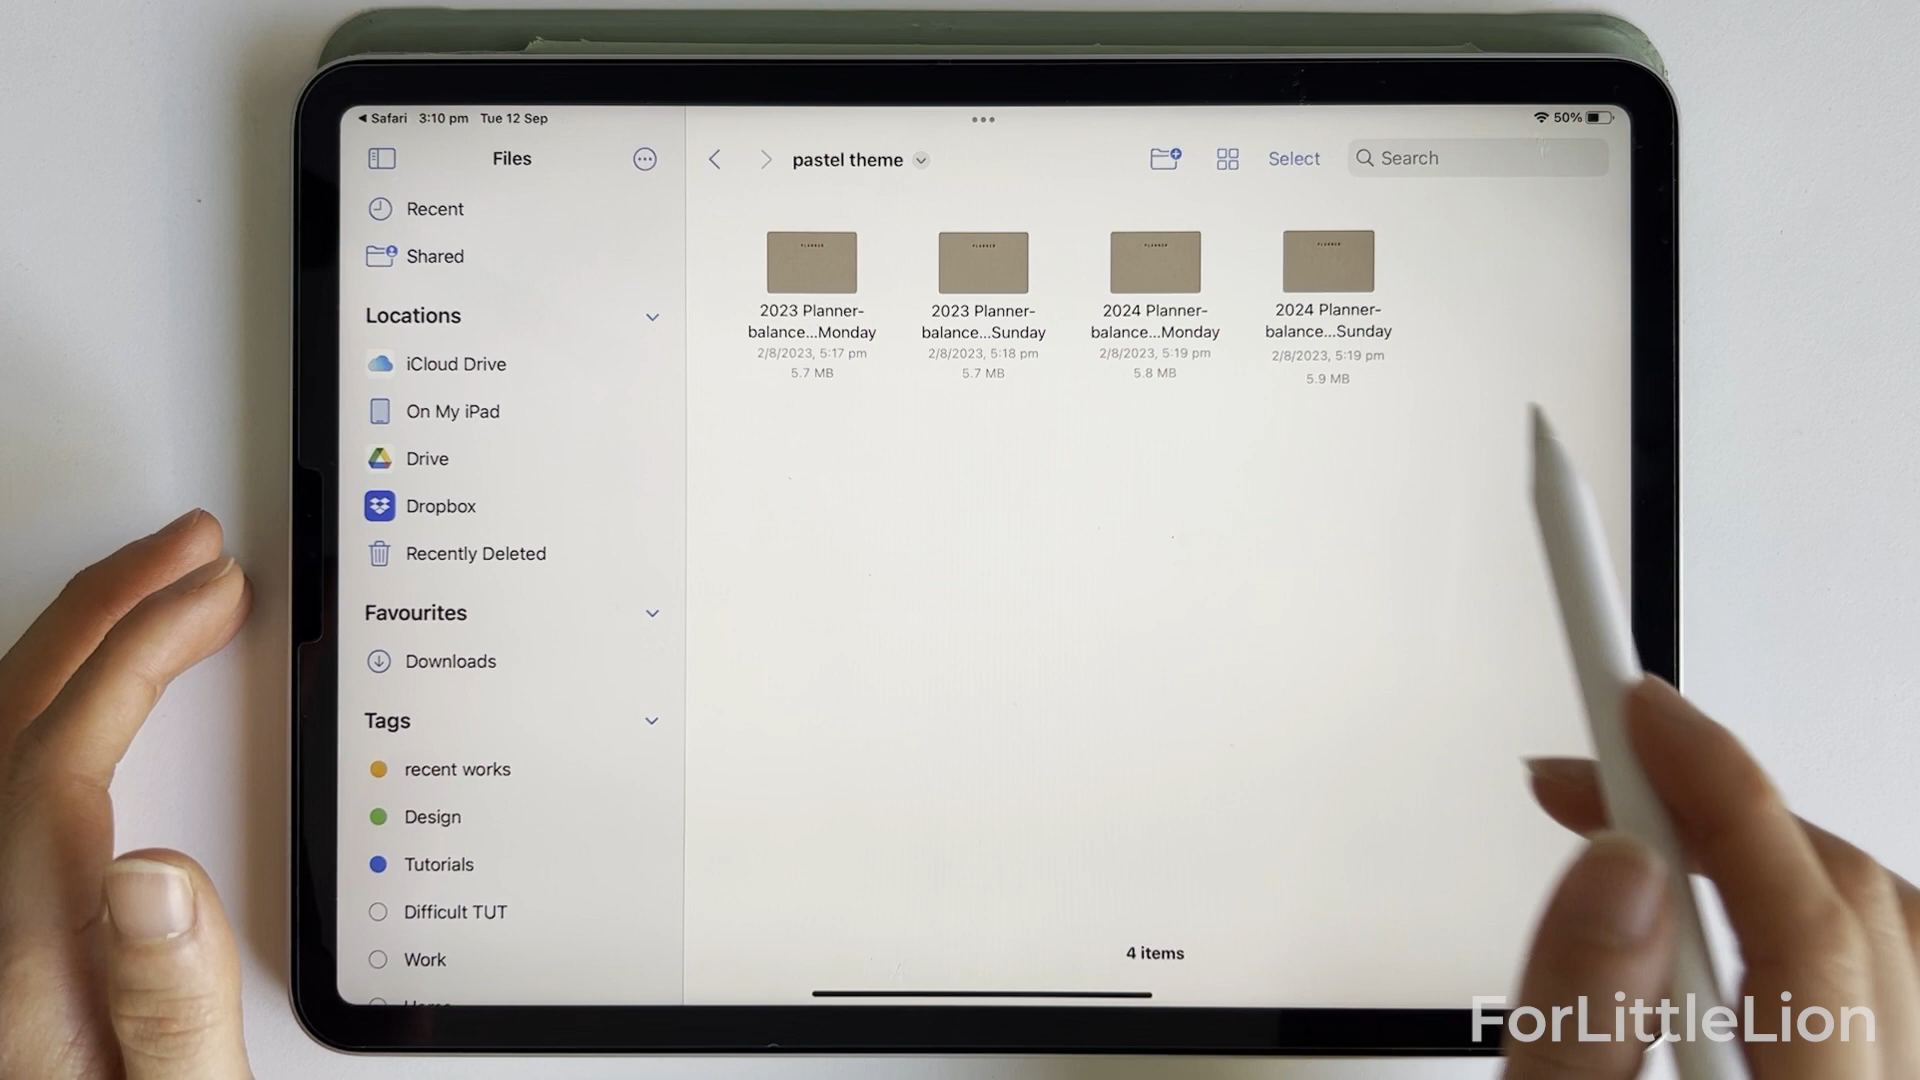 Safari 3:10 pm Tue 12 Sep
50%
Files
pastel theme
Select
Search
Recent
Shared
Locations
iCloud Drive
On My iPad
Drive
Dropbox
Recently Deleted
Favourites
Downloads
Tags
recent works
Design
Tutorials
Difficult TUT
Work
PLANNER
2023 Planner-
balance...Monday
2/8/2023, 5:17 pm
5.7 MB
PLANNER
2023 Planner-
balance...Sunday
2/8/2023, 5:18 pm
5.7 MB
PLANNER
2024 Planner-
balance...Monday
2/8/2023, 5:19 pm
5.8 MB
PLANNER
2024 Planner-
balance...Sunday
2/8/2023, 5:19 pm
5.9 MB
4 items
ForLittleLion